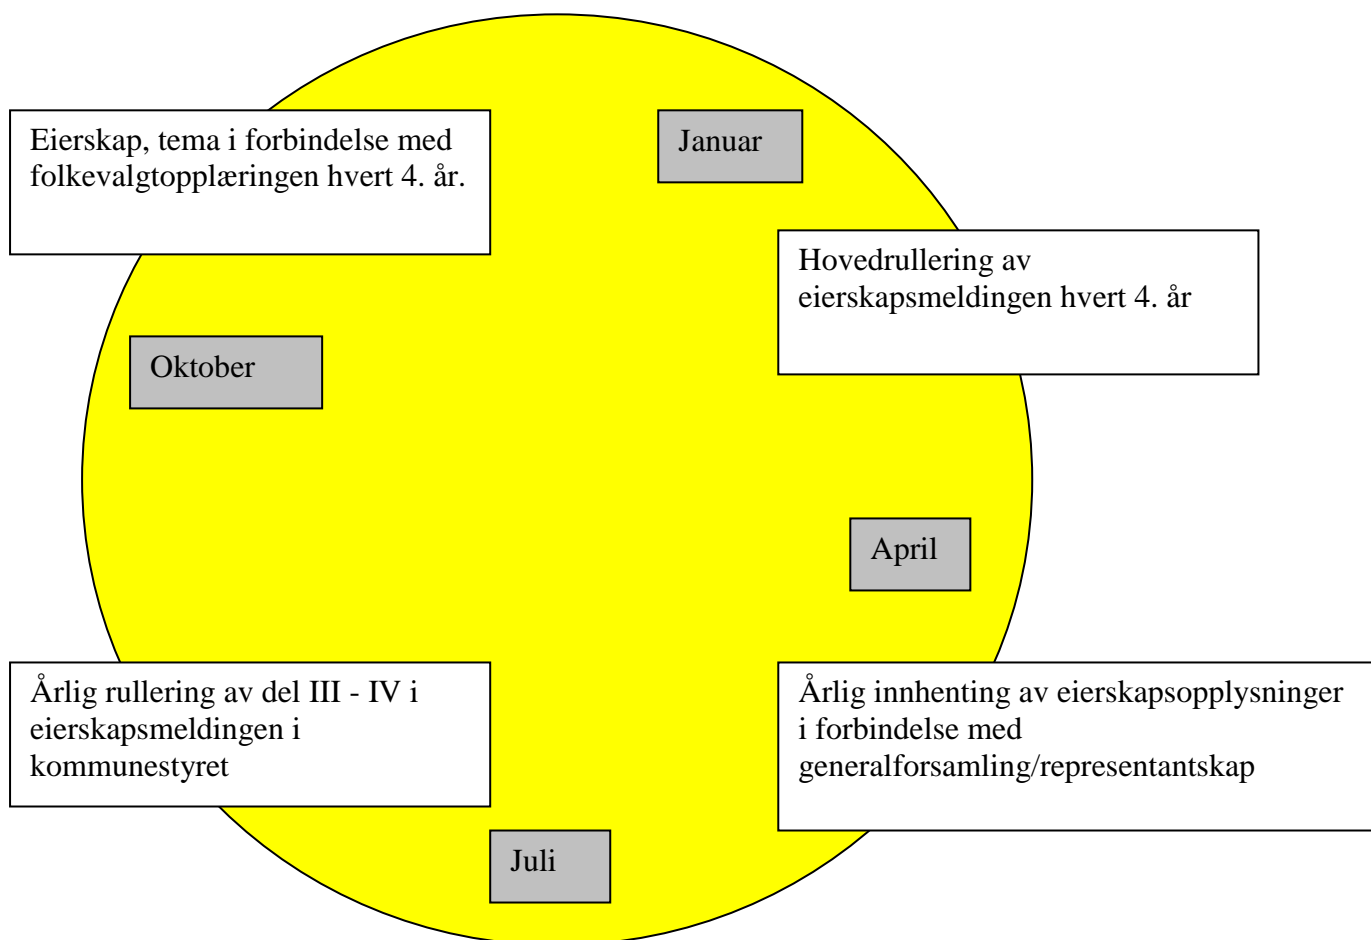 Eierskap, tema i forbindelse med
folkevalgtopplæringen hvert 4. år.
Januar
Hovedrullering av
eierskapsmeldingen hvert 4. år
Oktober
April
Årlig rullering av del III - IV i
eierskapsmeldingen i
kommunestyret
Årlig innhenting av eierskapsopplysninger
i forbindelse med
generalforsamling/representantskap
Juli